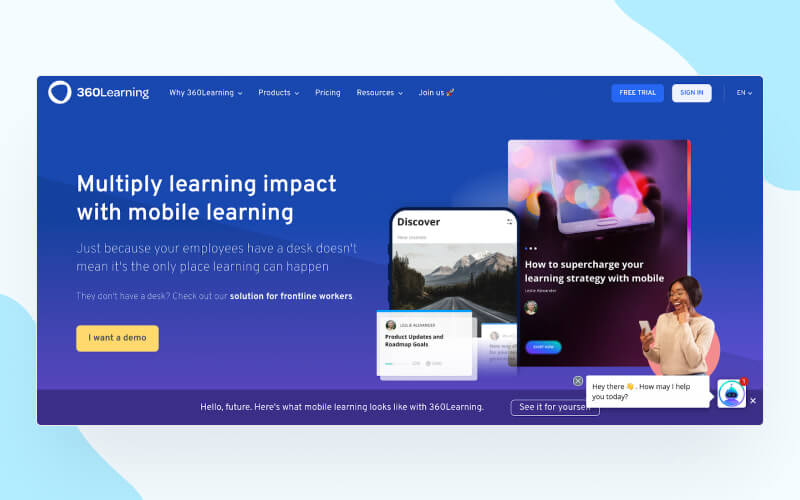 360Learning
Why 360Learning
Products
Pricing
Resources
Join us 🚀
FREE TRIAL
SIGN IN
EN
Multiply learning impact
with mobile learning
Just because your employees have a desk doesn't
mean it's the only place learning can happen
They don't have a desk? Check out our solution for frontline workers
I want a demo
Discover
LESLIE ALEXANDER
Product Updates and
Roadmap Goals
How to supercharge your
learning strategy with mobile
Leslie Alexander
START NOW
Hey there 👋 . How may I help
you today?
1
Hello, future. Here's what mobile learning looks like with 360Learning.
See it for yourself